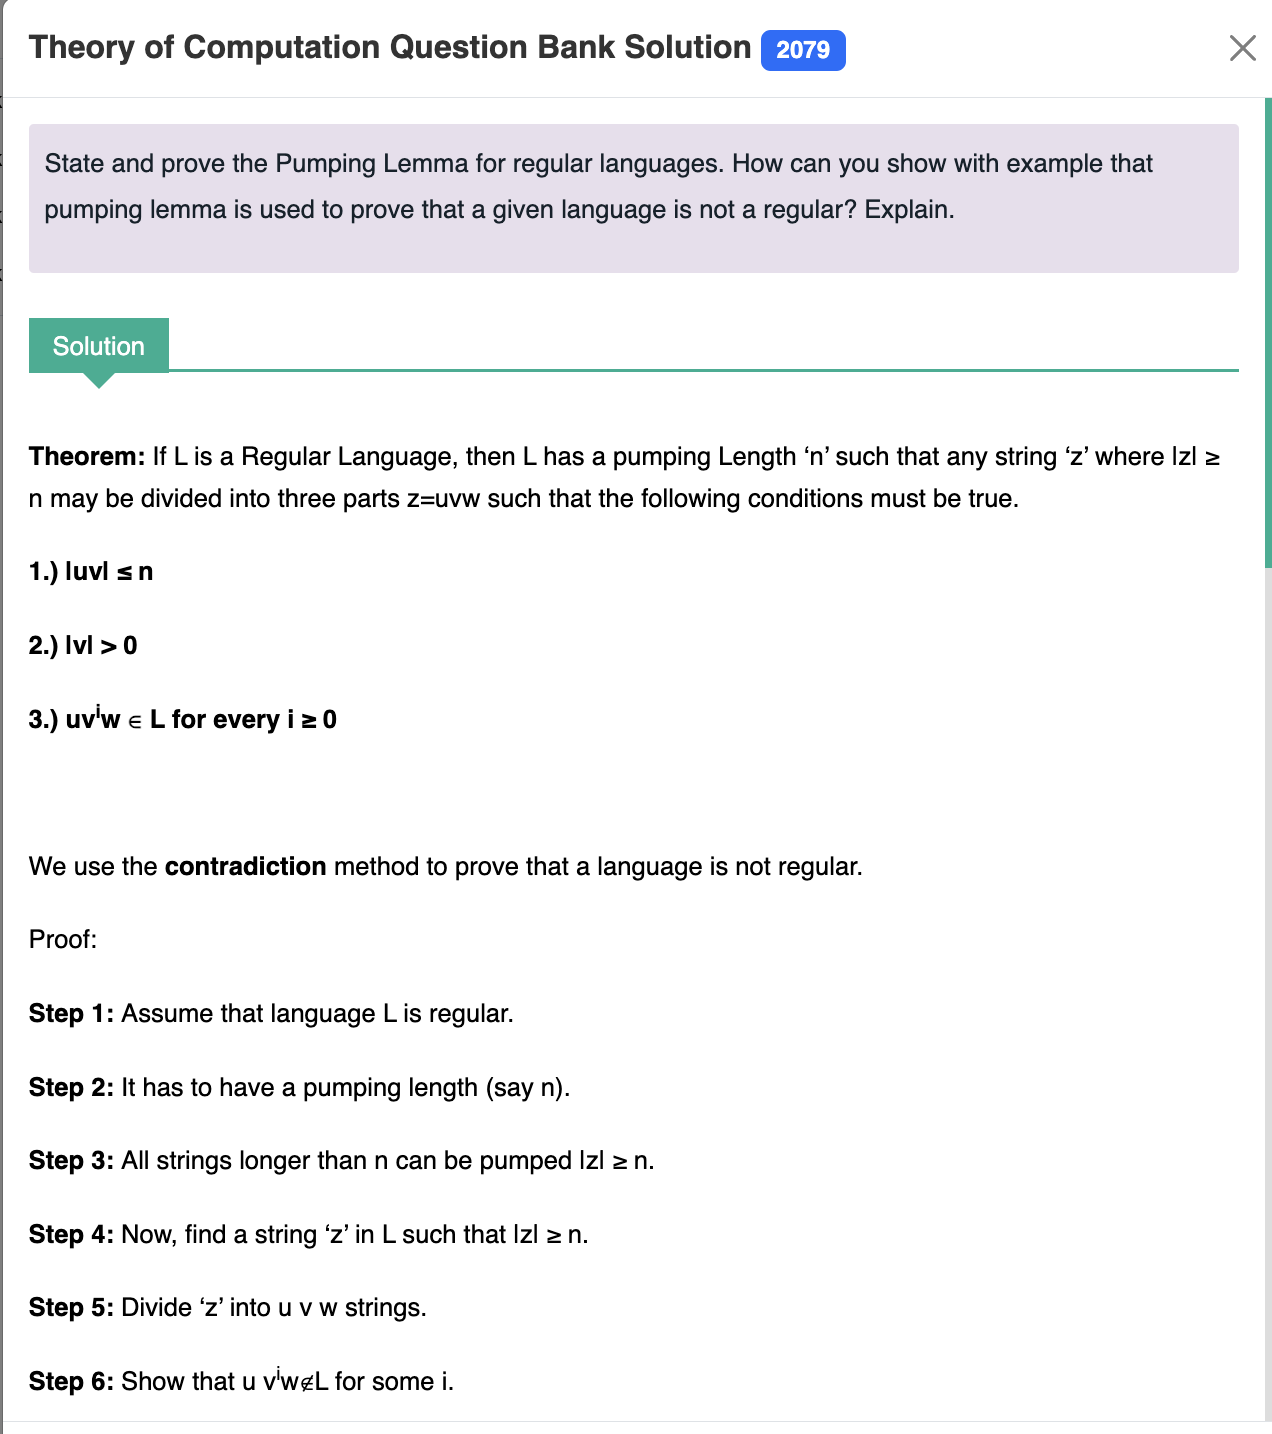 Theory of Computation Question Bank Solution 2079
State and prove the Pumping Lemma for regular languages. How can you show with example that
pumping lemma is used to prove that a given language is not a regular? Explain.
Solution
Theorem: If L is a Regular Language, then L has a pumping Length ‘n’ such that any string ‘z’ where |z| ≥
n may be divided into three parts z=uvw such that the following conditions must be true.
1.) |uv| ≤ n
2.) |v| > 0
3.) uvⁱw ∈ L for every i ≥ 0
We use the contradiction method to prove that a language is not regular.
Proof:
Step 1: Assume that language L is regular.
Step 2: It has to have a pumping length (say n).
Step 3: All strings longer than n can be pumped |z| ≥ n.
Step 4: Now, find a string ‘z’ in L such that |z| ≥ n.
Step 5: Divide ‘z’ into u v w strings.
Step 6: Show that u vⁱw∉L for some i.